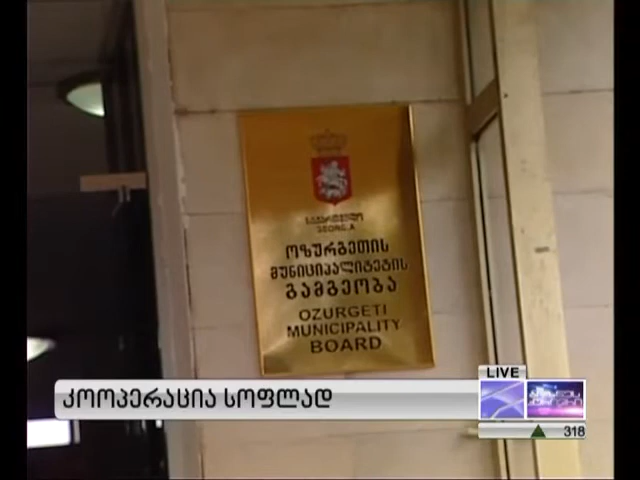 საქართველო
GEORGIA
ოზურგეთის
მუნიციპალიტეტის
გამგეობა
OZURGETI
MUNICIPALITY
BOARD
LIVE
კოოპერაცია სოფლად
318